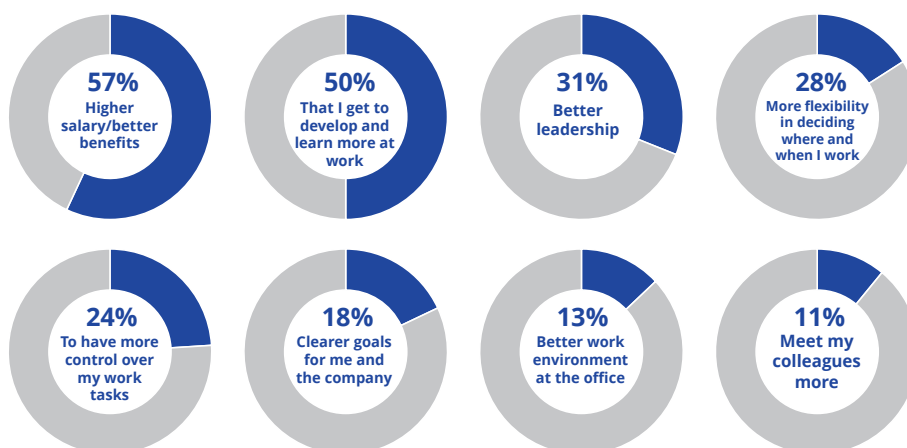 57%
Higher
salary/better
benefits
50%
That I get to
develop and
learn more at
work
31%
Better
leadership
28%
More flexibility
in deciding
where and
when I work
24%
To have more
control over
my work
tasks
18%
Clearer goals
for me and
the company
13%
Better work
environment
at the office
11%
Meet my
colleagues
more